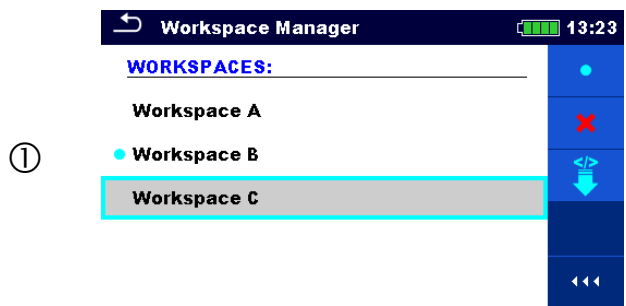 Workspace Manager 13:23
WORKSPACES:
Workspace A
①
Workspace B
Workspace C
</>